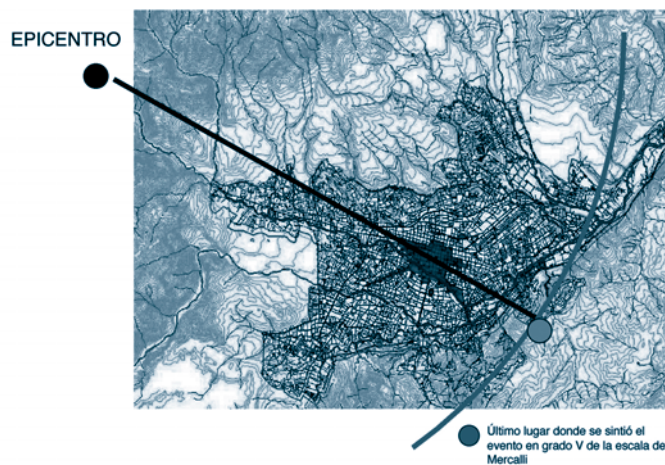 EPICENTRO
Último lugar donde se sintió el
evento en grado V de la escala de
Mercalli